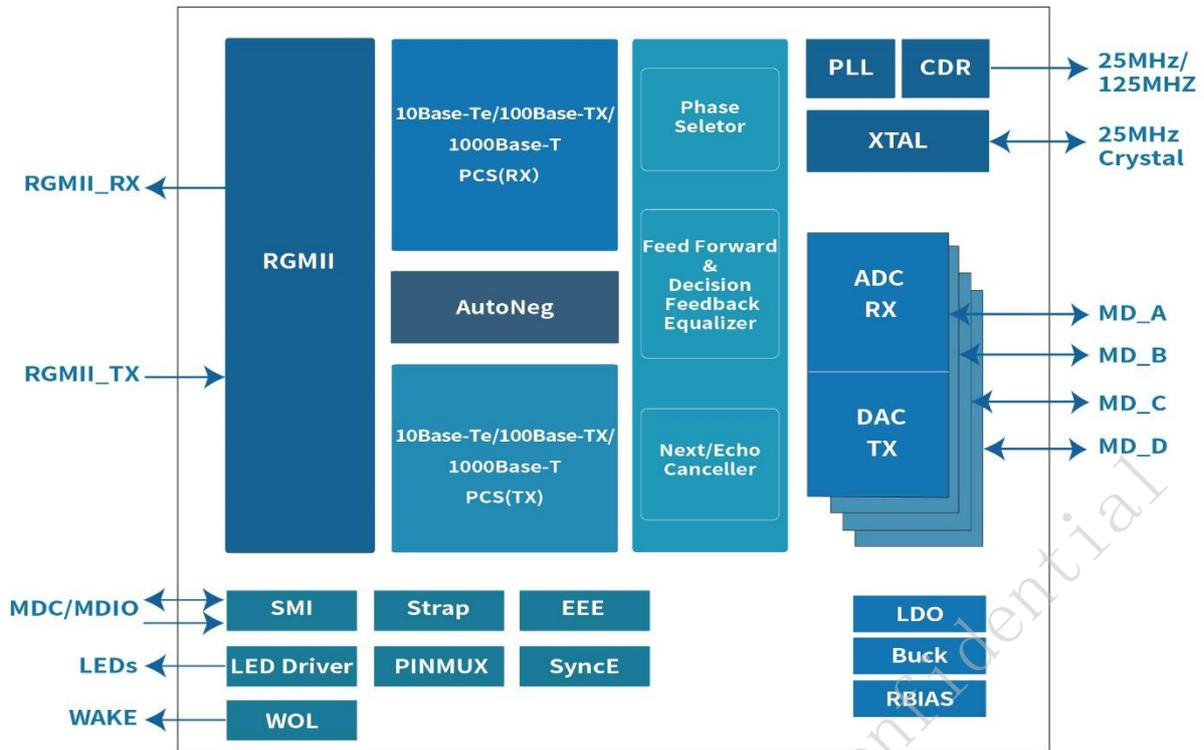 RGMII_RX
RGMII_TX
MDC/MDIO
LEDs
WAKE
RGMII
10Base-Te/100Base-TX/
1000Base-T
PCS(RX)
AutoNeg
10Base-Te/100Base-TX/
1000Base-T
PCS(TX)
Phase
Seletor
Feed Forward
&
Decision
Feedback
Equalizer
Next/Echo
Canceller
PLL
CDR
25MHz/
125MHZ
XTAL
25MHz
Crystal
ADC
RX
DAC
TX
MD_A
MD_B
MD_C
MD_D
SMI
Strap
EEE
LED Driver
PINMUX
SyncE
WOL
LDO
Buck
RBIAS